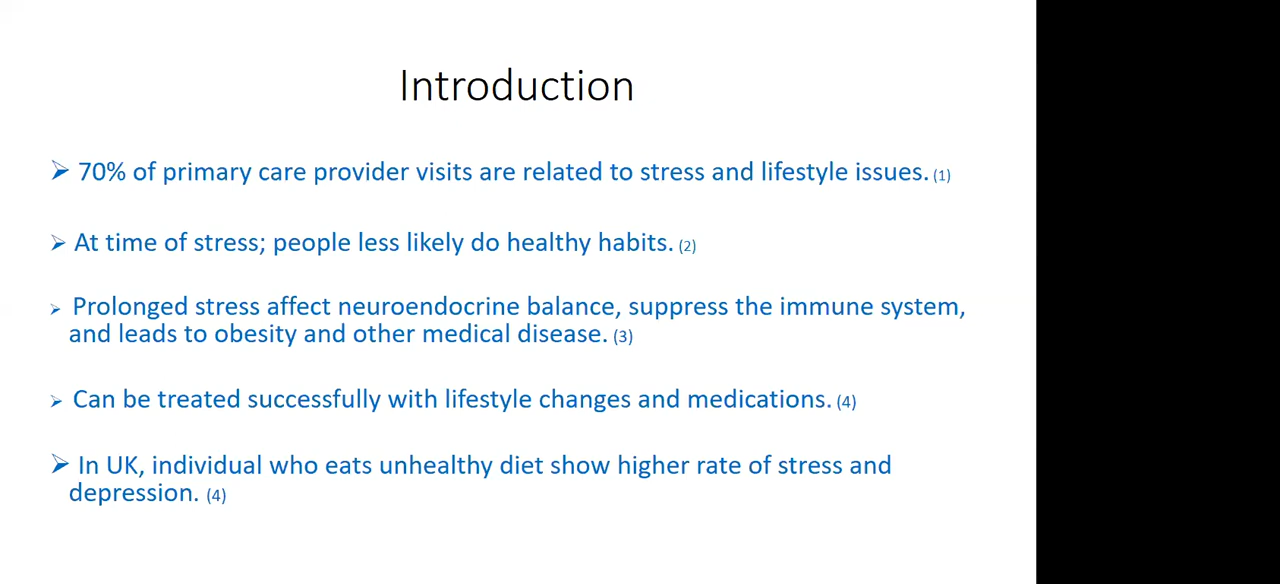 Introduction
➢ 70% of primary care provider visits are related to stress and lifestyle issues. (1)
➢ At time of stress; people less likely do healthy habits. (2)
➢ Prolonged stress affect neuroendocrine balance, suppress the immune system,
and leads to obesity and other medical disease. (3)
➢ Can be treated successfully with lifestyle changes and medications. (4)
➢ In UK, individual who eats unhealthy diet show higher rate of stress and
depression. (4)